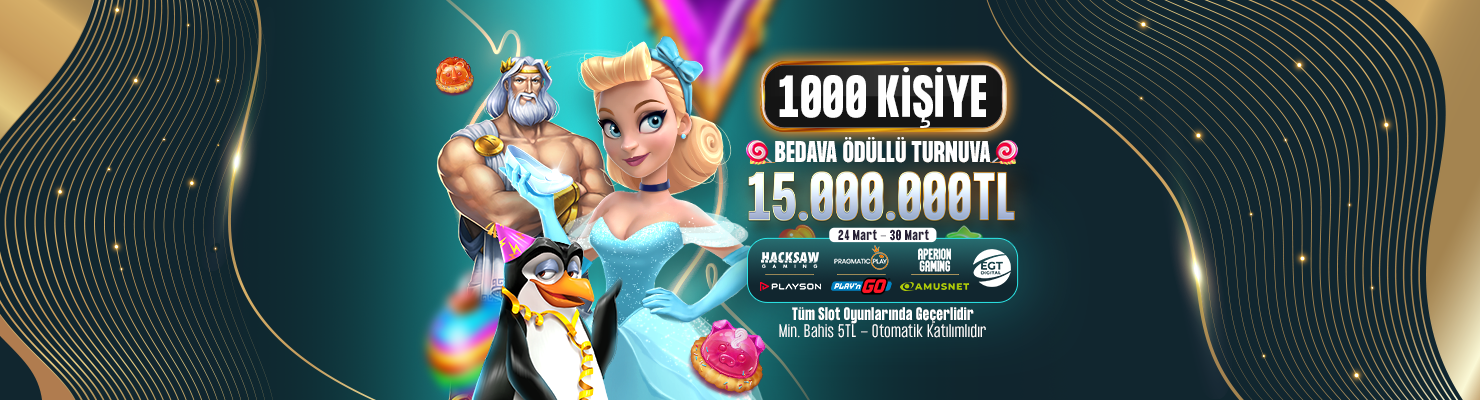 1000 KİŞİYE
BEDAVA ÖDÜLLÜ TURNUVA
15.000.000TL
24 Mart – 30 Mart
HACKSAW
GAMING
PRAGMATIC PLAY
APERION
GAMING
EGT
DIGITAL
PLAYSON
PLAY'n GO
AMUSNET
Tüm Slot Oyunlarında Geçerlidir
Min. Bahis 5TL – Otomatik Katılımlıdır